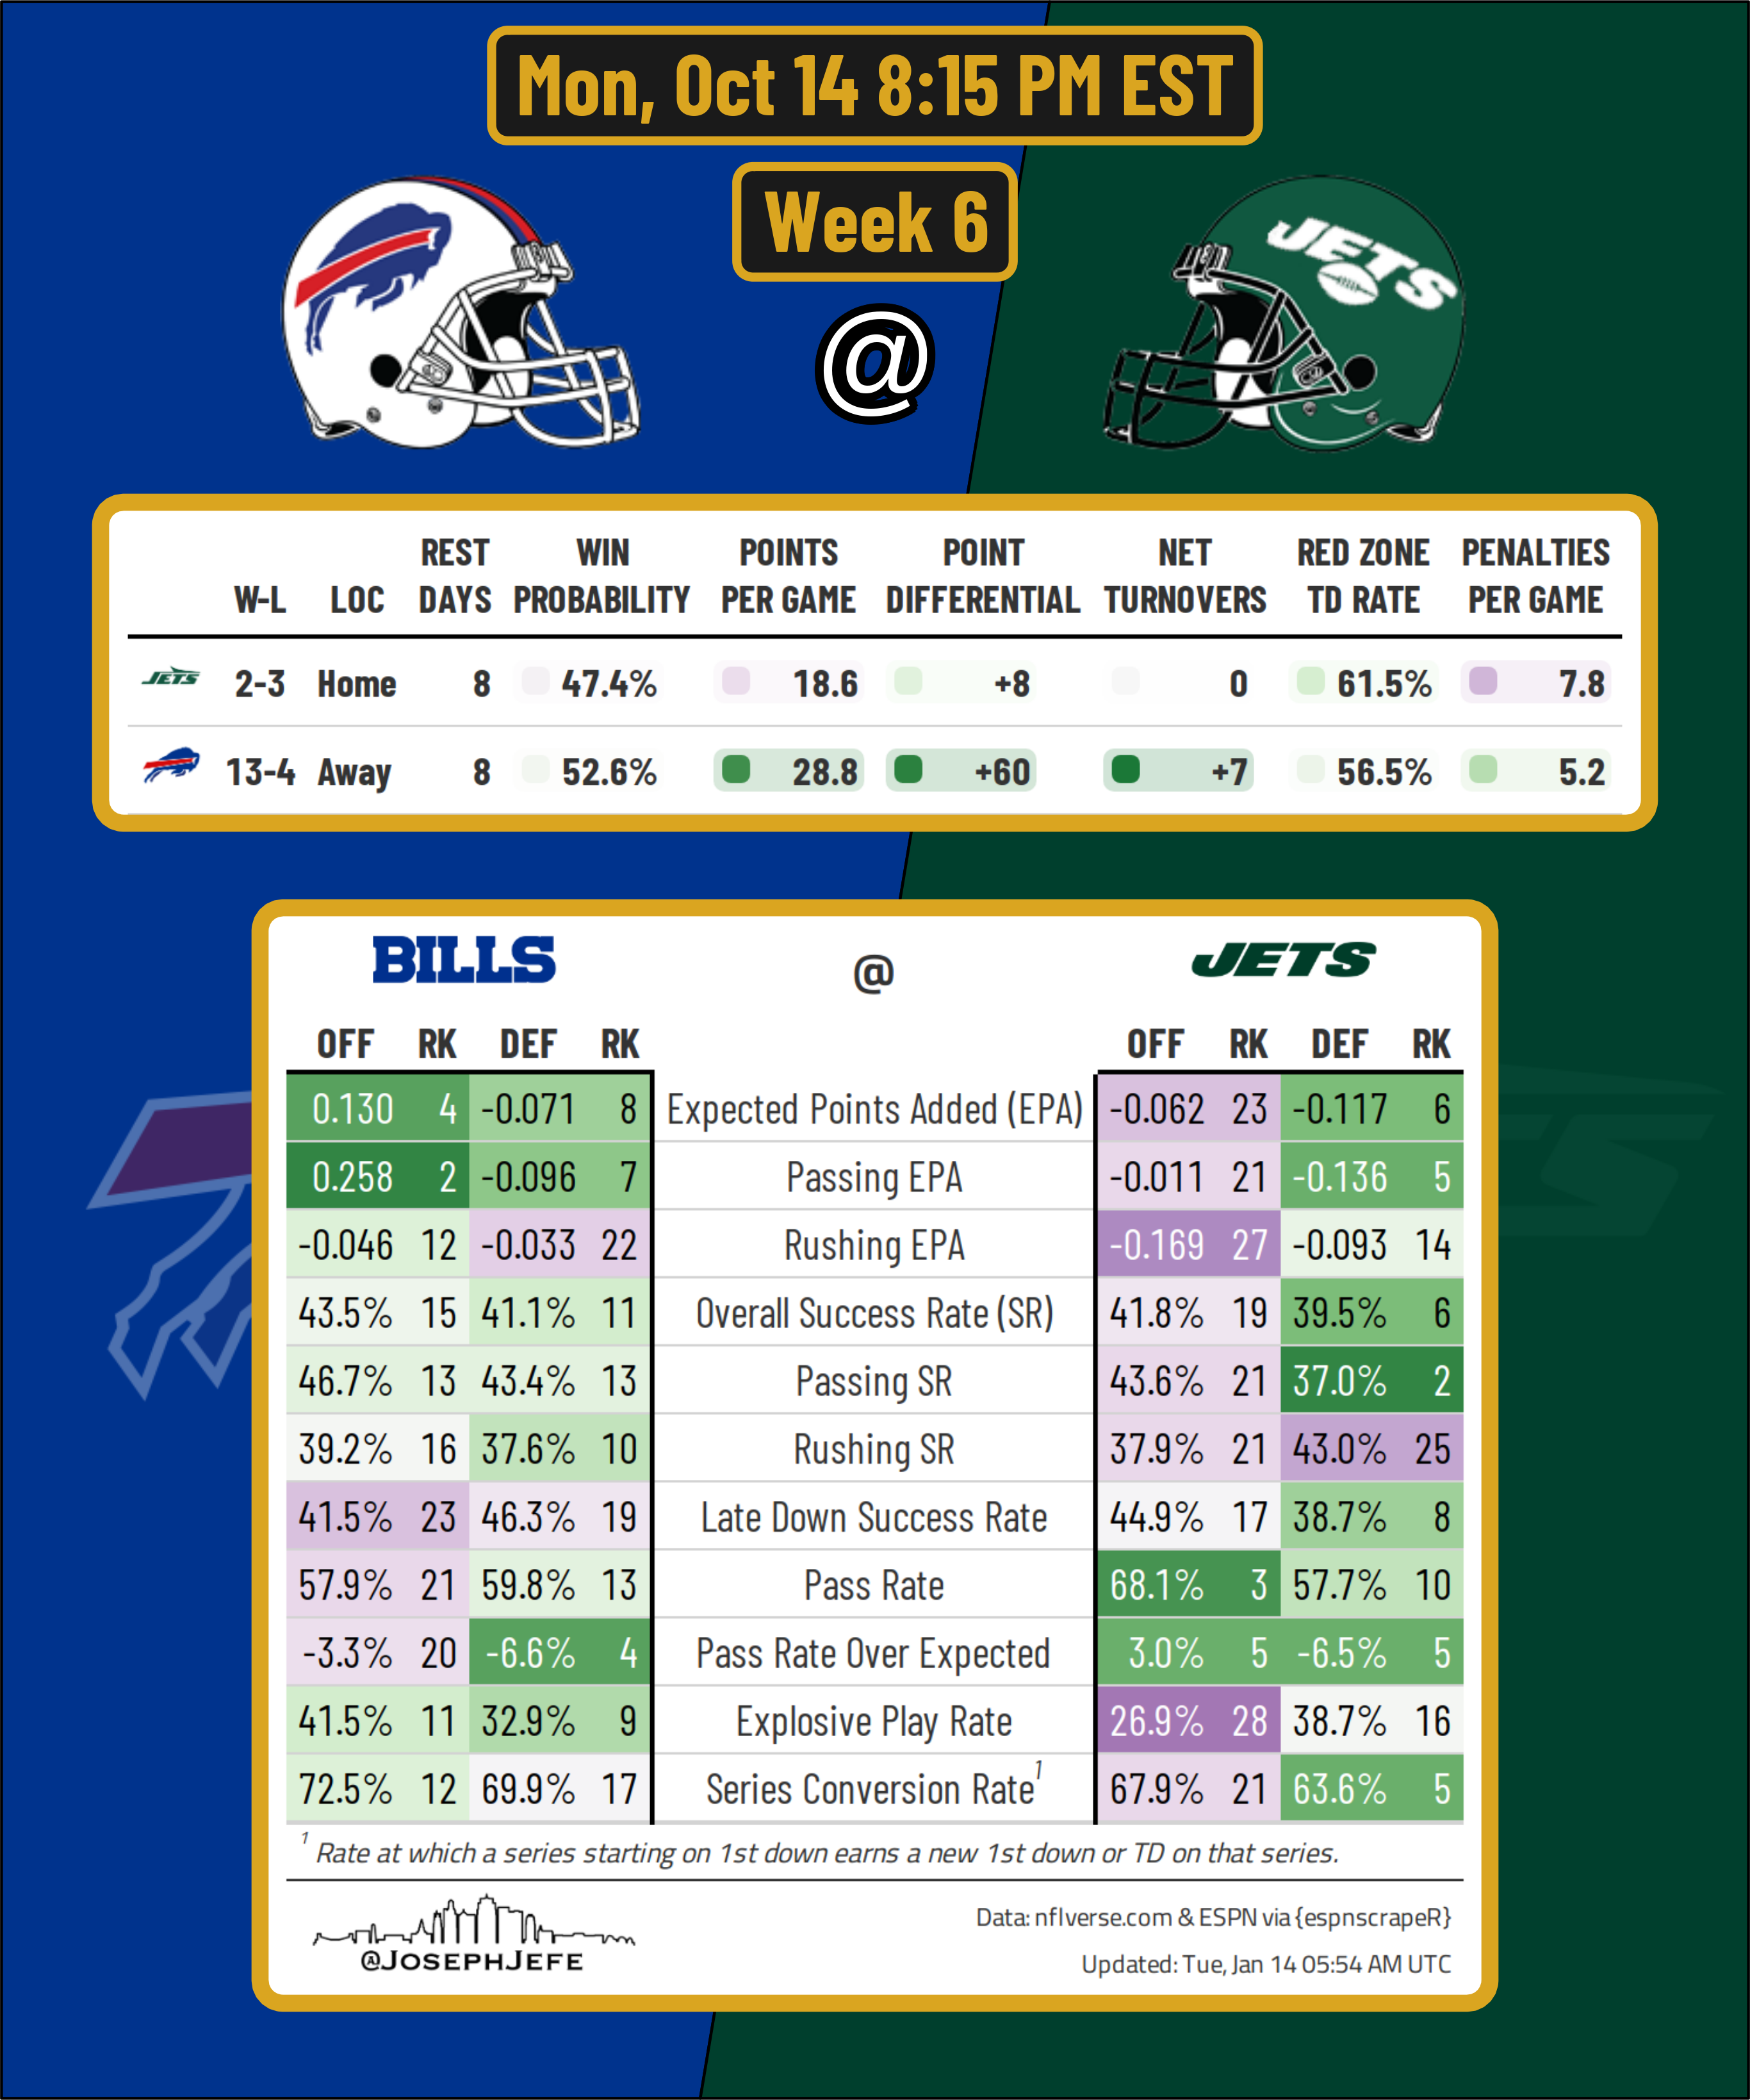 Mon, Oct 14 8:15 PM EST
Week 6
JETS
@
REST WIN POINTS POINT NET RED ZONE PENALTIES
W-L LOC DAYS PROBABILITY PER GAME DIFFERENTIAL TURNOVERS TD RATE PER GAME
JETS 2-3 Home 8 47.4% 18.6 +8 0 61.5% 7.8
13-4 Away 8 52.6% 28.8 +60 +7 56.5% 5.2
BILLS @ JETS
OFF RK DEF RK OFF RK DEF RK
0.130 4 -0.071 8 Expected Points Added (EPA) -0.062 23 -0.117 6
0.258 2 -0.096 7 Passing EPA -0.011 21 -0.136 5
-0.046 12 -0.033 22 Rushing EPA -0.169 27 -0.093 14
43.5% 15 41.1% 11 Overall Success Rate (SR) 41.8% 19 39.5% 6
46.7% 13 43.4% 13 Passing SR 43.6% 21 37.0% 2
39.2% 16 37.6% 10 Rushing SR 37.9% 21 43.0% 25
41.5% 23 46.3% 19 Late Down Success Rate 44.9% 17 38.7% 8
57.9% 21 59.8% 13 Pass Rate 68.1% 3 57.7% 10
-3.3% 20 -6.6% 4 Pass Rate Over Expected 3.0% 5 -6.5% 5
41.5% 11 32.9% 9 Explosive Play Rate 26.9% 28 38.7% 16
72.5% 12 69.9% 17 Series Conversion Rate1 67.9% 21 63.6% 5
1 Rate at which a series starting on 1st down earns a new 1st down or TD on that series.
@JOSEPHJEFE
Data: nflverse.com & ESPN via {espnscrapeR}
Updated: Tue, Jan 14 05:54 AM UTC